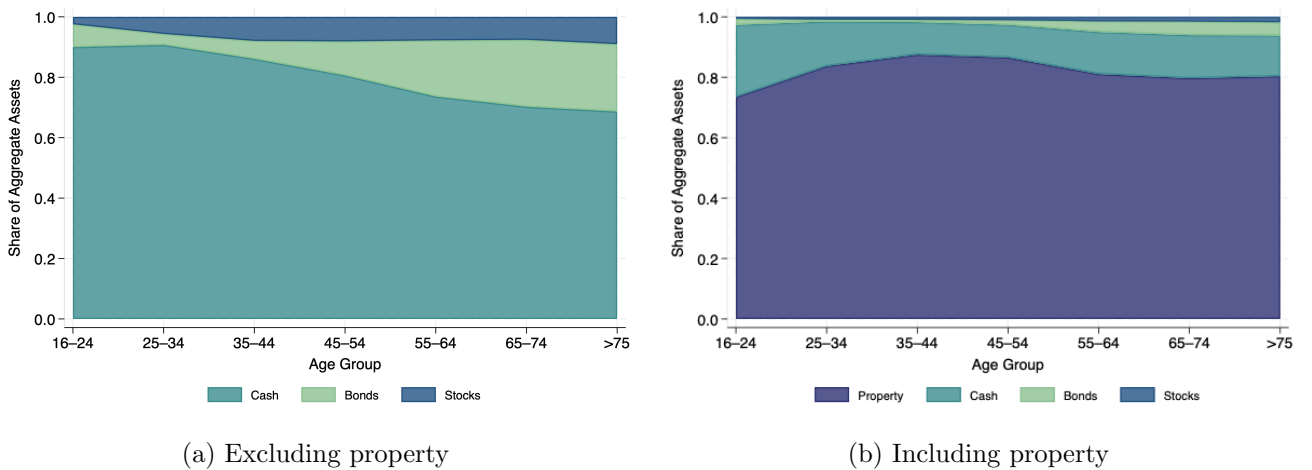 Share of Aggregate Assets
1.0
0.8
0.6
0.4
0.2
0.0
16–24 25–34 35–44 45–54 55–64 65–74 >75
Age Group
Cash Bonds Stocks
(a) Excluding property
Share of Aggregate Assets
1.0
0.8
0.6
0.4
0.2
0.0
16–24 25–34 35–44 45–54 55–64 65–74 >75
Age Group
Property Cash Bonds Stocks
(b) Including property